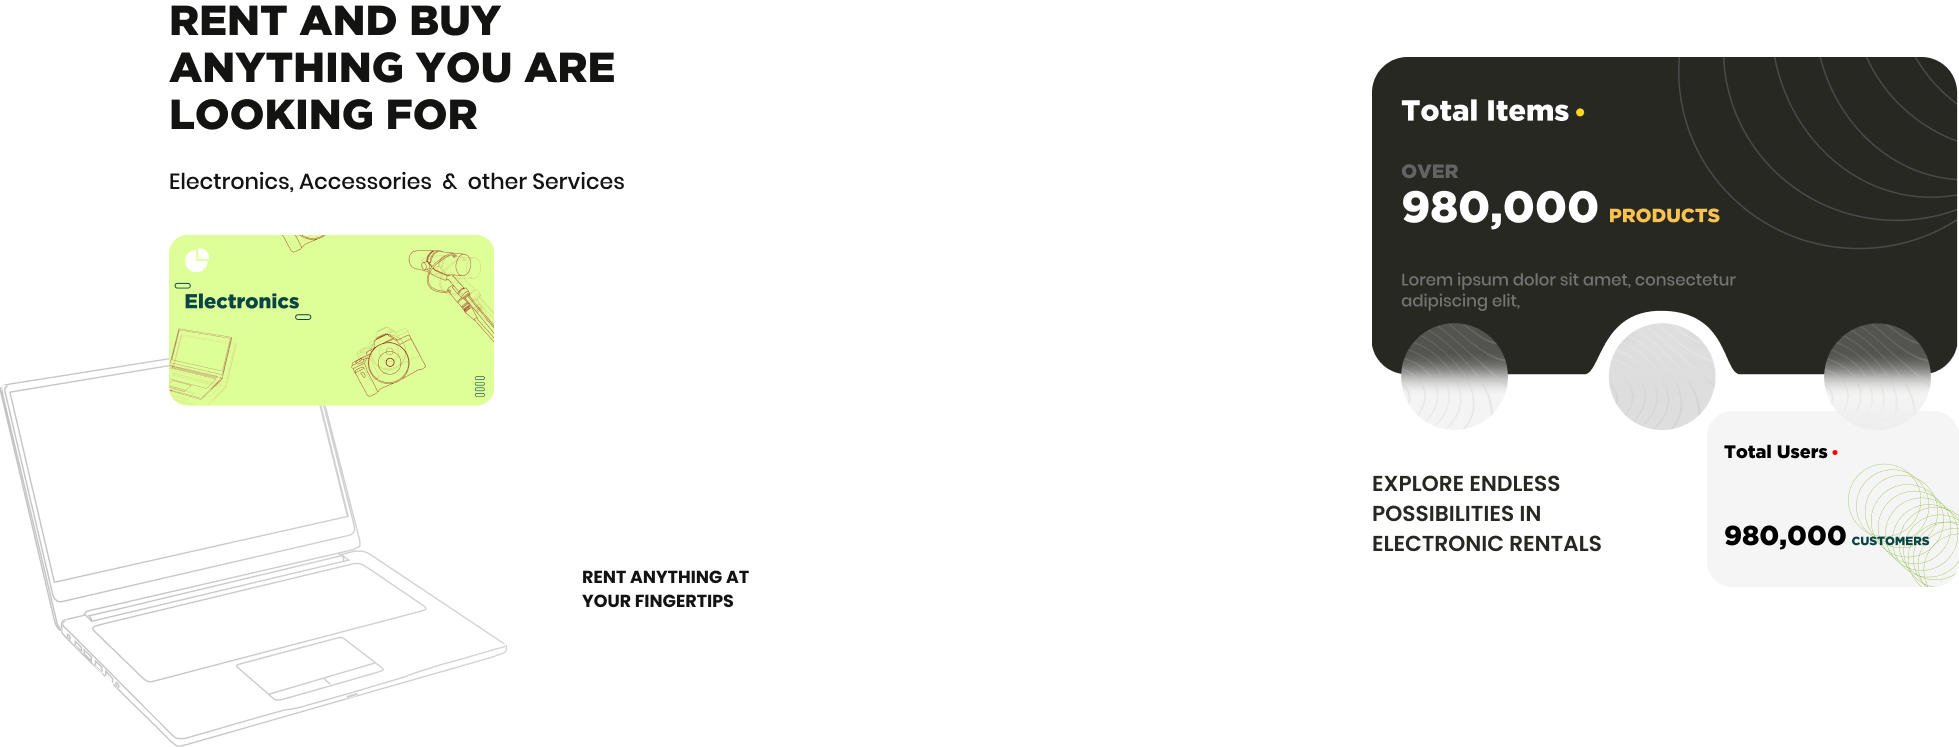 RENT AND BUY
ANYTHING YOU ARE
LOOKING FOR
Electronics, Accessories & other Services
Electronics
RENT ANYTHING AT
YOUR FINGERTIPS
Total Items
OVER
980,000 PRODUCTS
Lorem ipsum dolor sit amet, consectetur
adipiscing elit,
EXPLORE ENDLESS
POSSIBILITIES IN
ELECTRONIC RENTALS
Total Users
980,000 CUSTOMERS